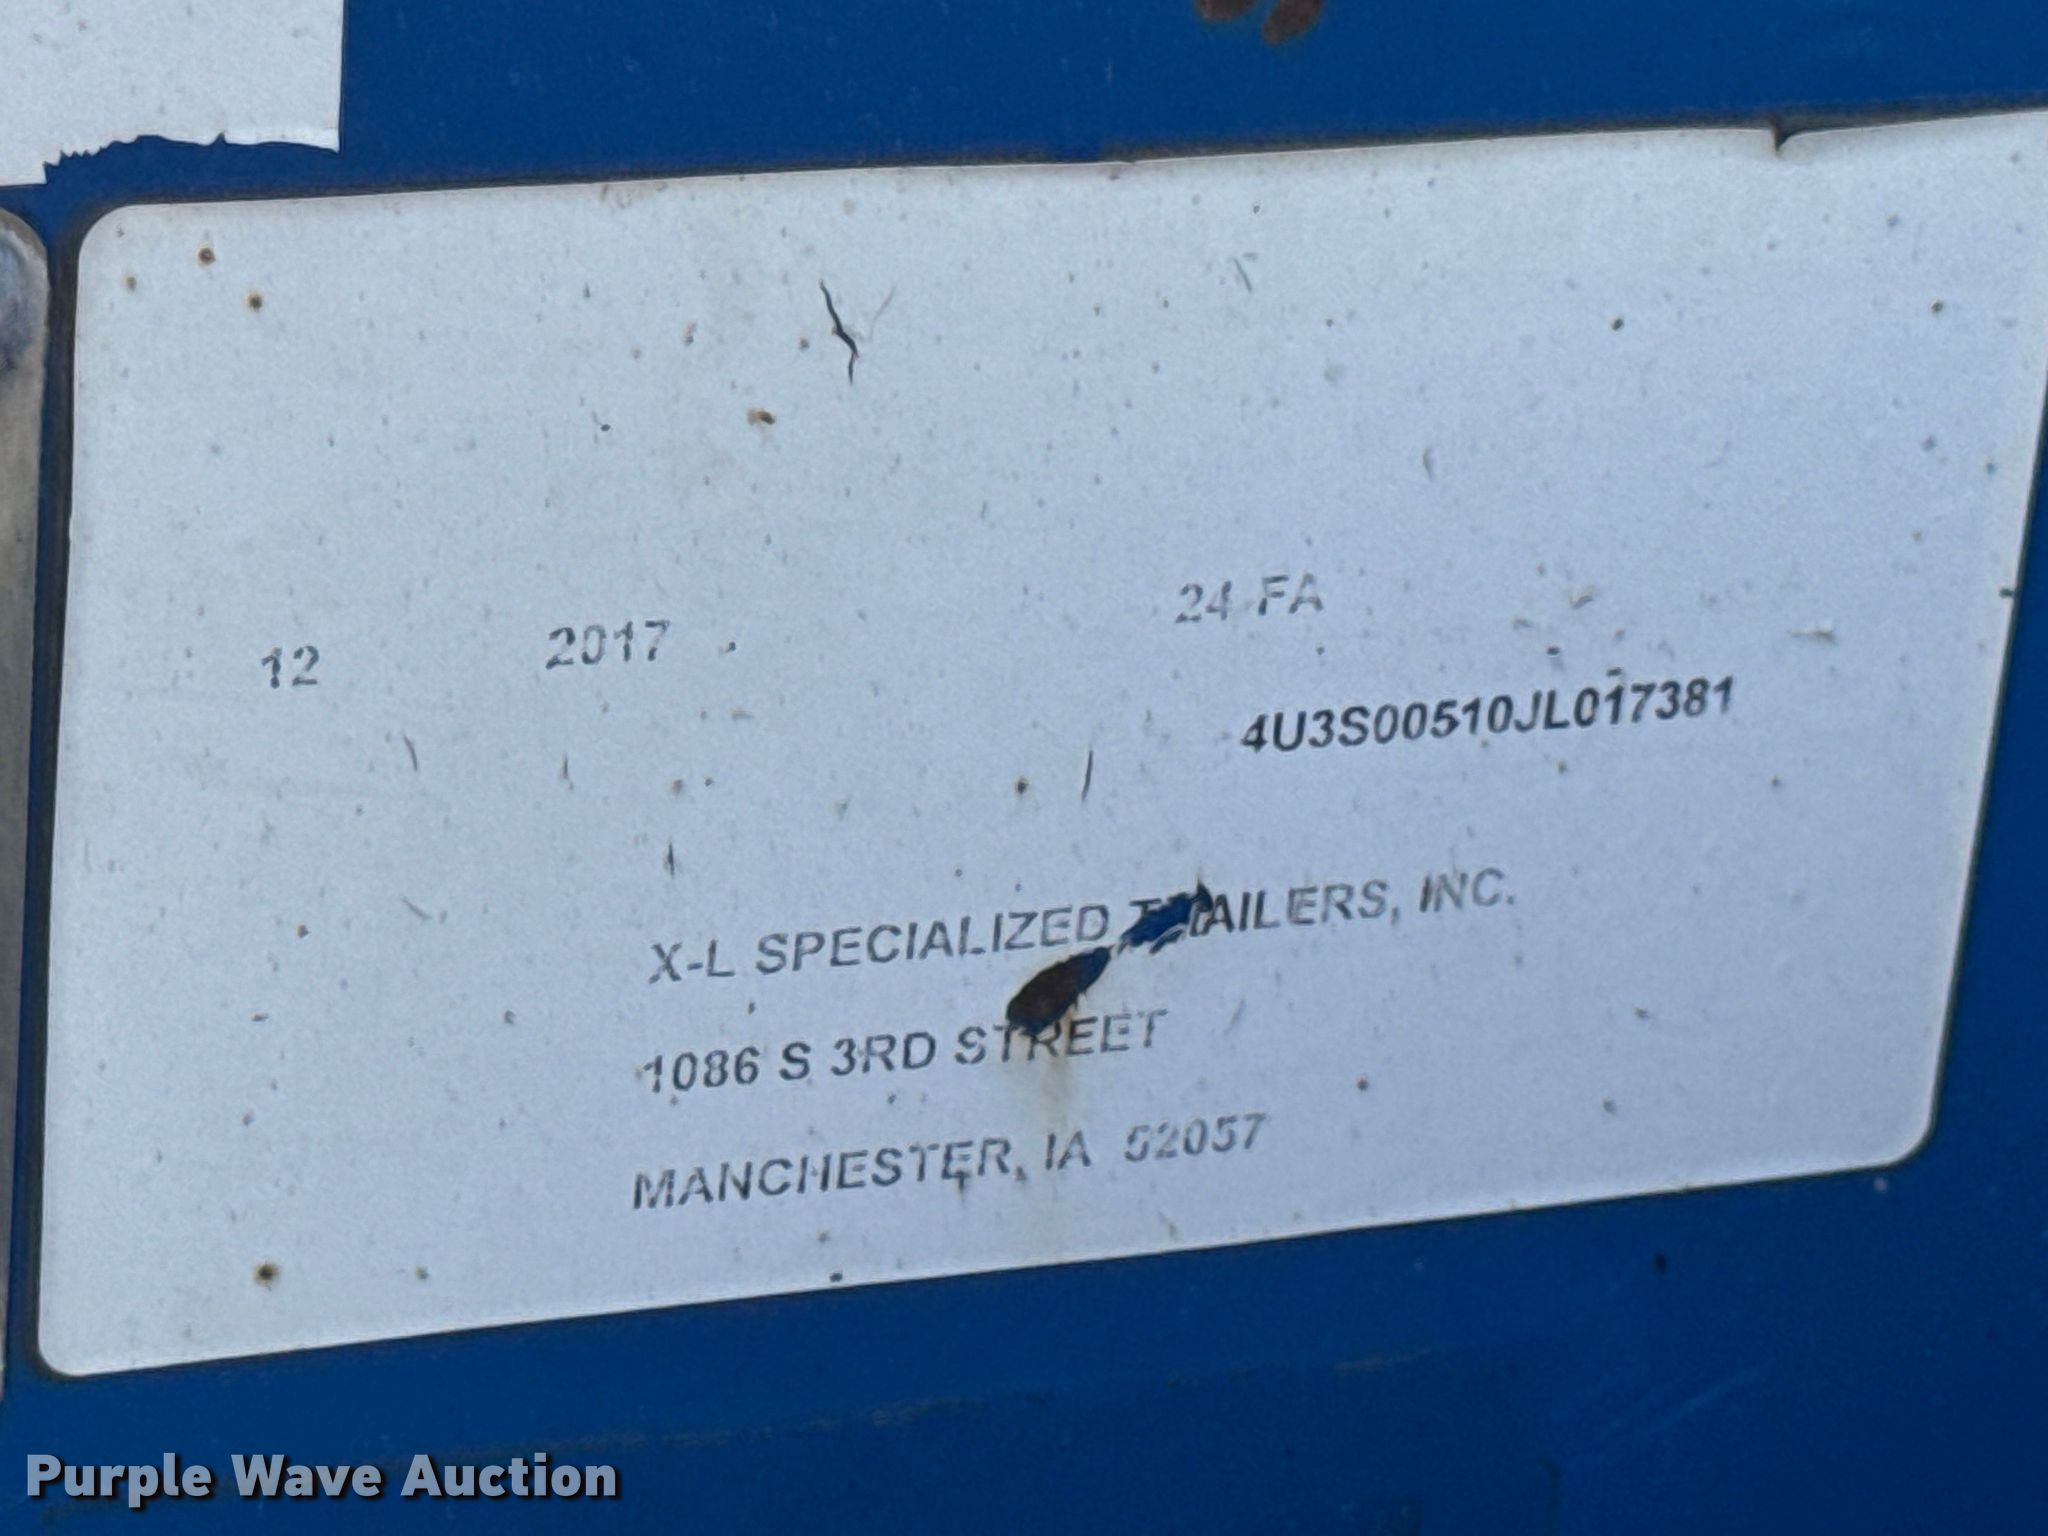 12 2017 24 FA
4U3S00510JL017381
X-L SPECIALIZED TRAILERS, INC.
1086 S 3RD STREET
MANCHESTER, IA 52057
Purple Wave Auction